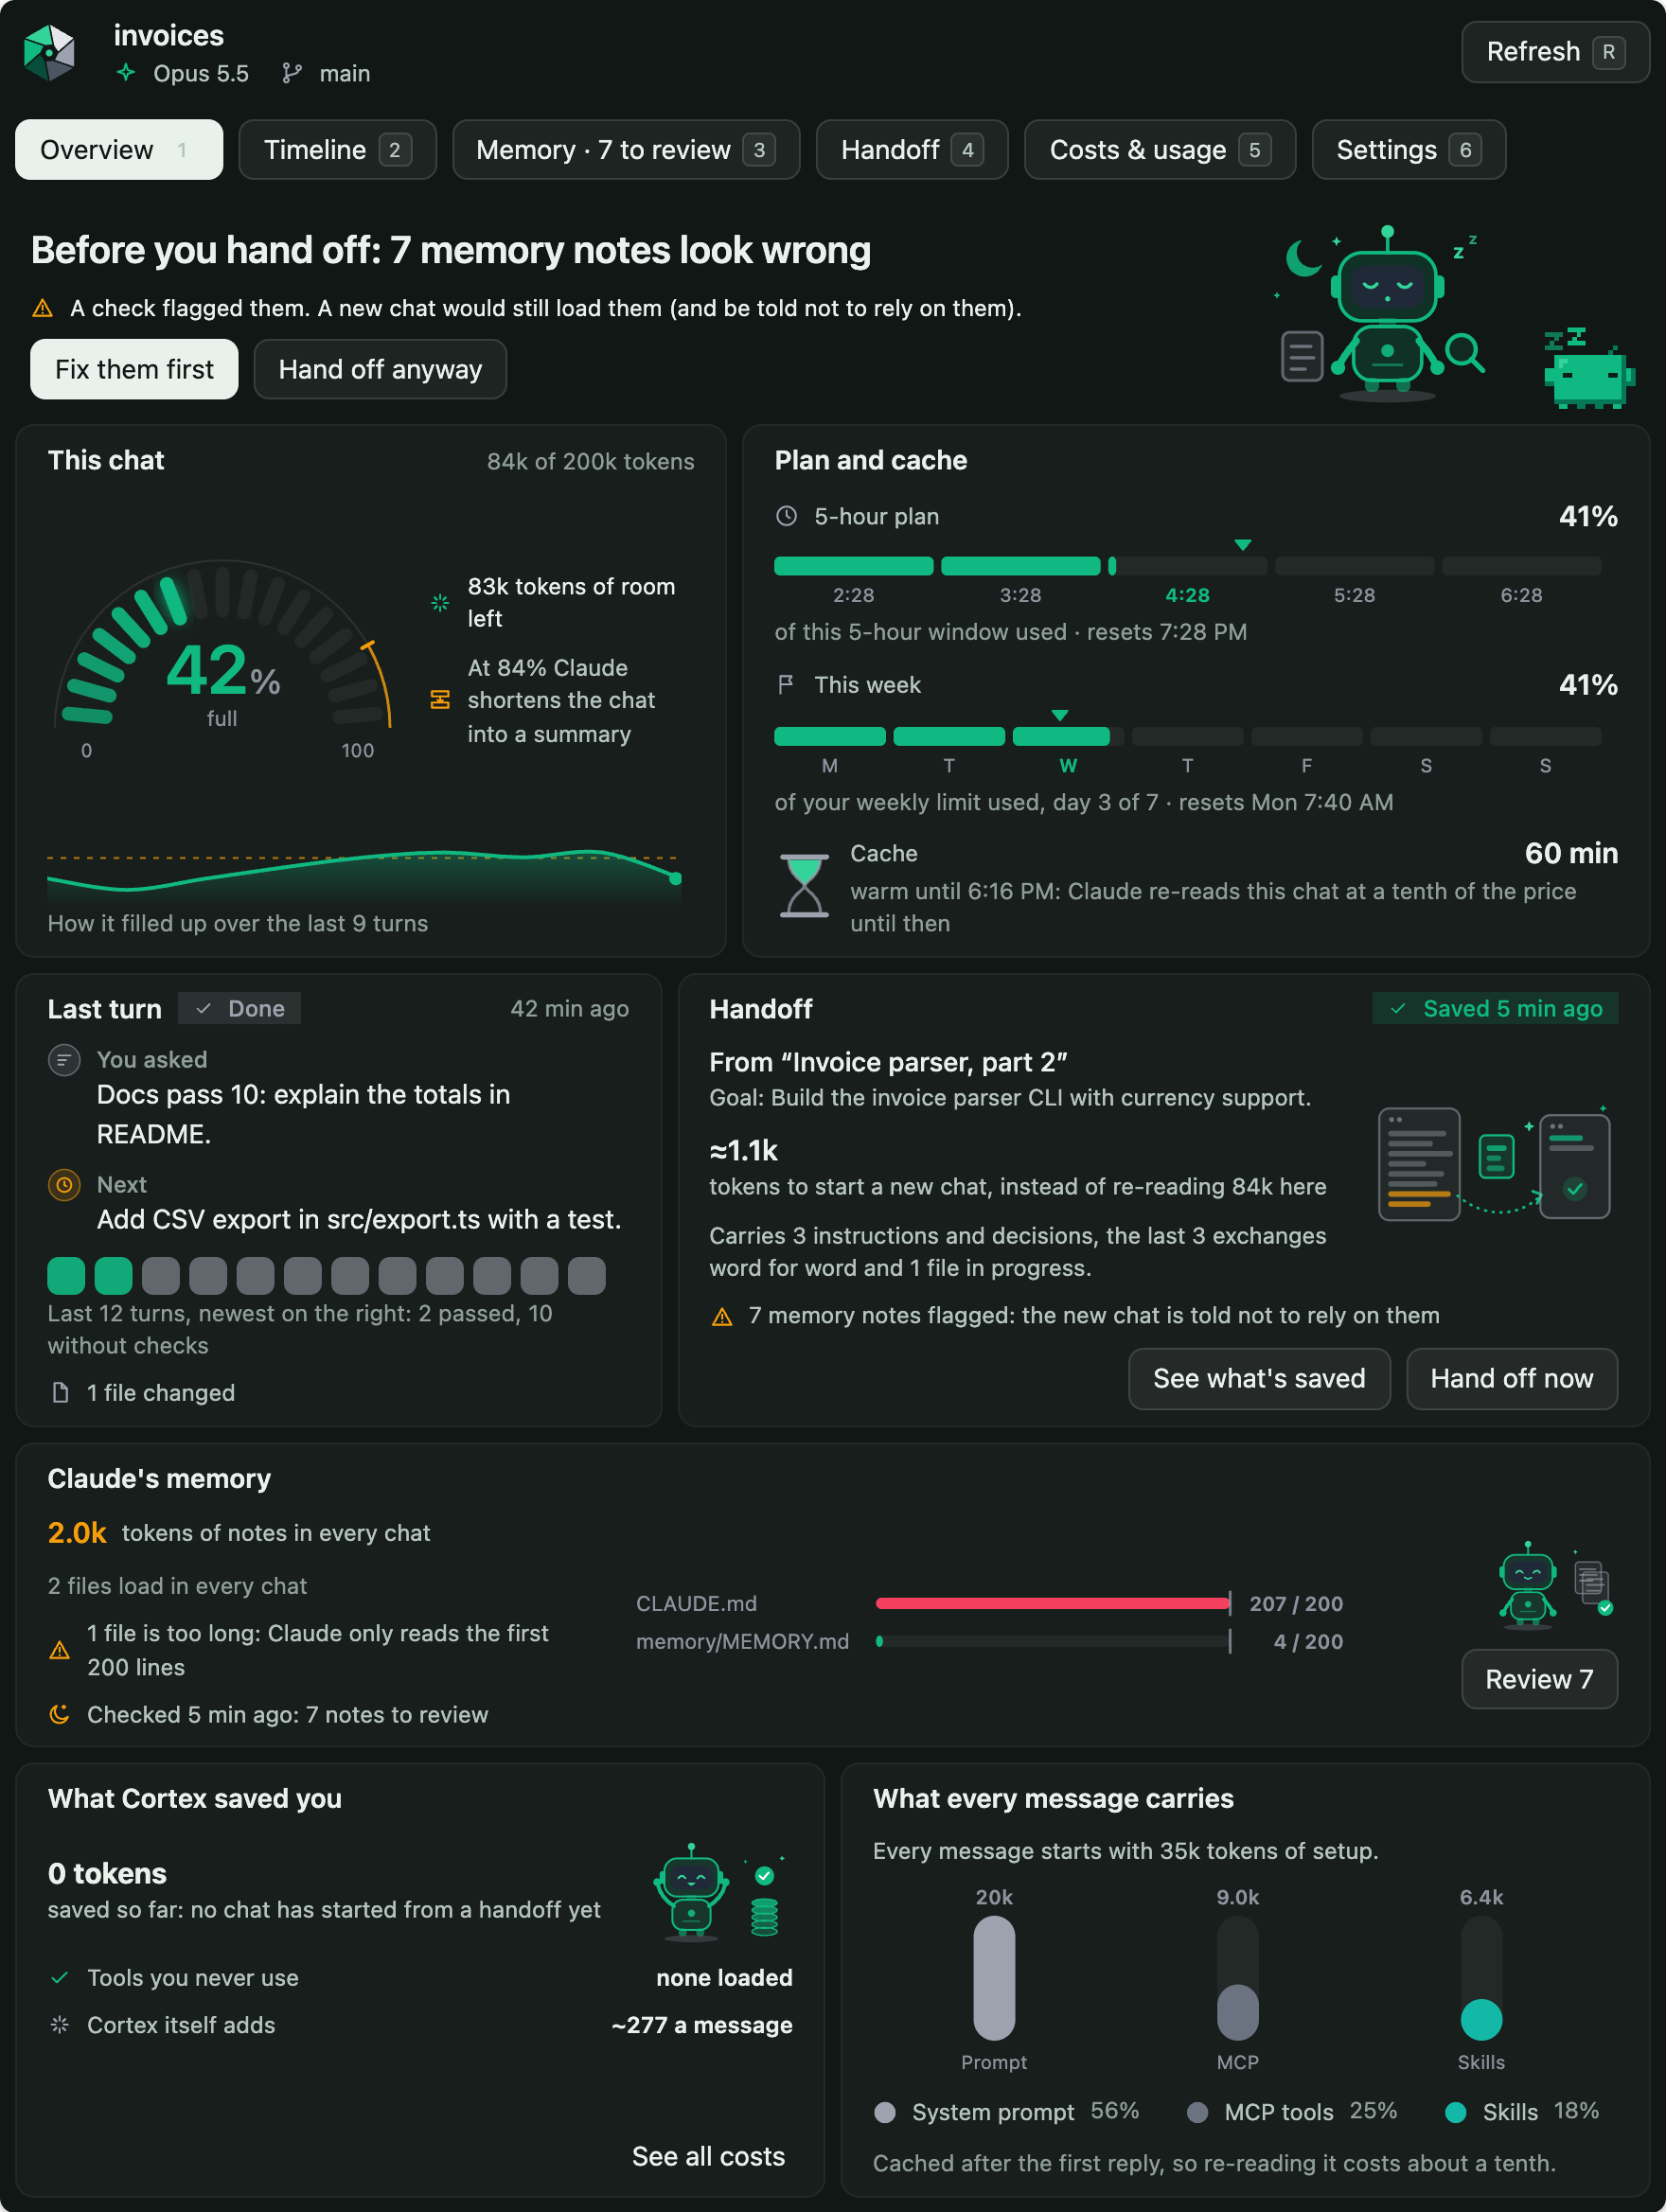 invoices
Opus 5.5 main
Refresh R
Overview 1
Timeline 2
Memory · 7 to review 3
Handoff 4
Costs & usage 5
Settings 6
Before you hand off: 7 memory notes look wrong
A check flagged them. A new chat would still load them (and be told not to rely on them).
Fix them first
Hand off anyway
z z
This chat
84k of 200k tokens
42%
full
0
100
83k tokens of room
left
At 84% Claude
shortens the chat
into a summary
How it filled up over the last 9 turns
Plan and cache
5-hour plan
41%
2:28 3:28 4:28 5:28 6:28
of this 5-hour window used · resets 7:28 PM
This week
41%
M T W T F S S
of your weekly limit used, day 3 of 7 · resets Mon 7:40 AM
Cache
60 min
warm until 6:16 PM: Claude re-reads this chat at a tenth of the price
until then
Last turn
Done
42 min ago
You asked
Docs pass 10: explain the totals in
README.
Next
Add CSV export in src/export.ts with a test.
Last 12 turns, newest on the right: 2 passed, 10
without checks
1 file changed
Handoff
Saved 5 min ago
From “Invoice parser, part 2”
Goal: Build the invoice parser CLI with currency support.
≈1.1k
tokens to start a new chat, instead of re-reading 84k here
Carries 3 instructions and decisions, the last 3 exchanges
word for word and 1 file in progress.
7 memory notes flagged: the new chat is told not to rely on them
See what's saved
Hand off now
Claude's memory
2.0k tokens of notes in every chat
2 files load in every chat
1 file is too long: Claude only reads the first
200 lines
Checked 5 min ago: 7 notes to review
CLAUDE.md 207 / 200
memory/MEMORY.md 4 / 200
Review 7
What Cortex saved you
0 tokens
saved so far: no chat has started from a handoff yet
Tools you never use none loaded
Cortex itself adds ~277 a message
See all costs
What every message carries
Every message starts with 35k tokens of setup.
20k 9.0k 6.4k
Prompt MCP Skills
System prompt 56% MCP tools 25% Skills 18%
Cached after the first reply, so re-reading it costs about a tenth.